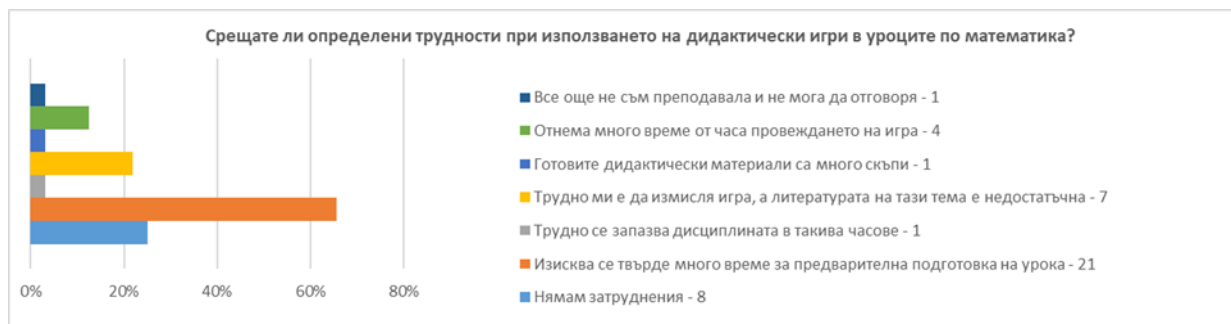 Срещате ли определени трудности при използването на дидактически игри в уроците по математика?
Все още не съм преподавала и не мога да отговоря - 1
Отнема много време от часа провеждането на игра - 4
Готовите дидактически материали са много скъпи - 1
Трудно ми е да измисля игра, а литературата на тази тема е недостатъчна - 7
Трудно се запазва дисциплината в такива часове - 1
Изисква се твърде много време за предварителна подготовка на урока - 21
Нямам затруднения - 8
0% 20% 40% 60% 80%